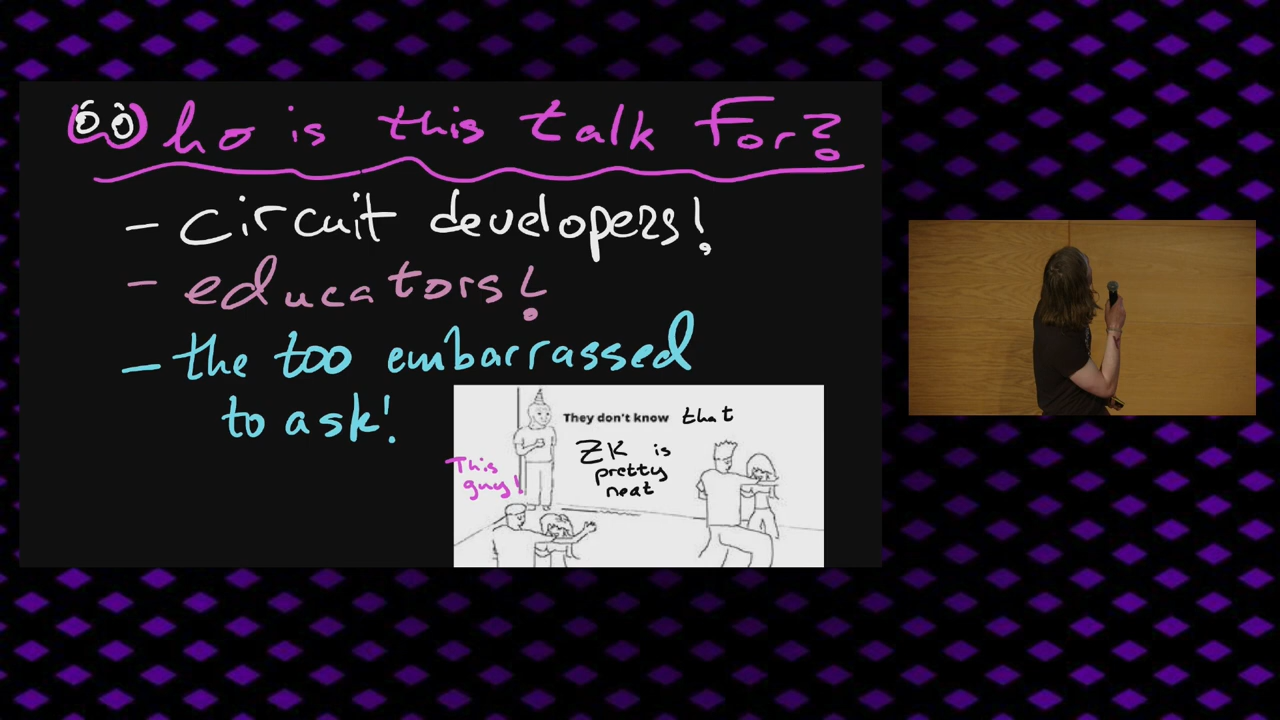 Who is this talk for?
- circuit developers!
- educators!
- the too embarrassed
to ask!
They don't know that
ZK is
pretty
neat
This
guy!